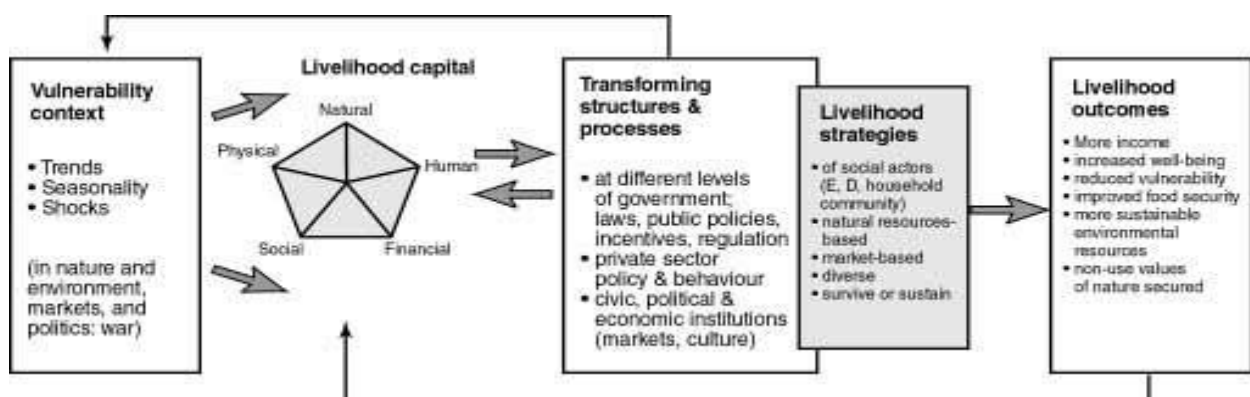 Vulnerability
context
▪ Trends
▪ Seasonality
▪ Shocks
(in nature and
environment,
markets, and
politics: war)
Livelihood capital
Natural
Physical
Human
Social
Financial
Transforming
structures &
processes
▪ at different levels
of government;
laws, public policies,
incentives, regulation
▪ private sector
policy & behaviour
▪ civic, political &
economic institutions
(markets, culture)
Livelihood
strategies
▪ of social actors
(E, D, household
community)
▪ natural resources-
based
▪ market-based
▪ diverse
▪ survive or sustain
Livelihood
outcomes
▪ More income
▪ increased well-being
▪ reduced vulnerability
▪ improved food security
▪ more sustainable
environmental
resources
▪ non-use values
of nature secured